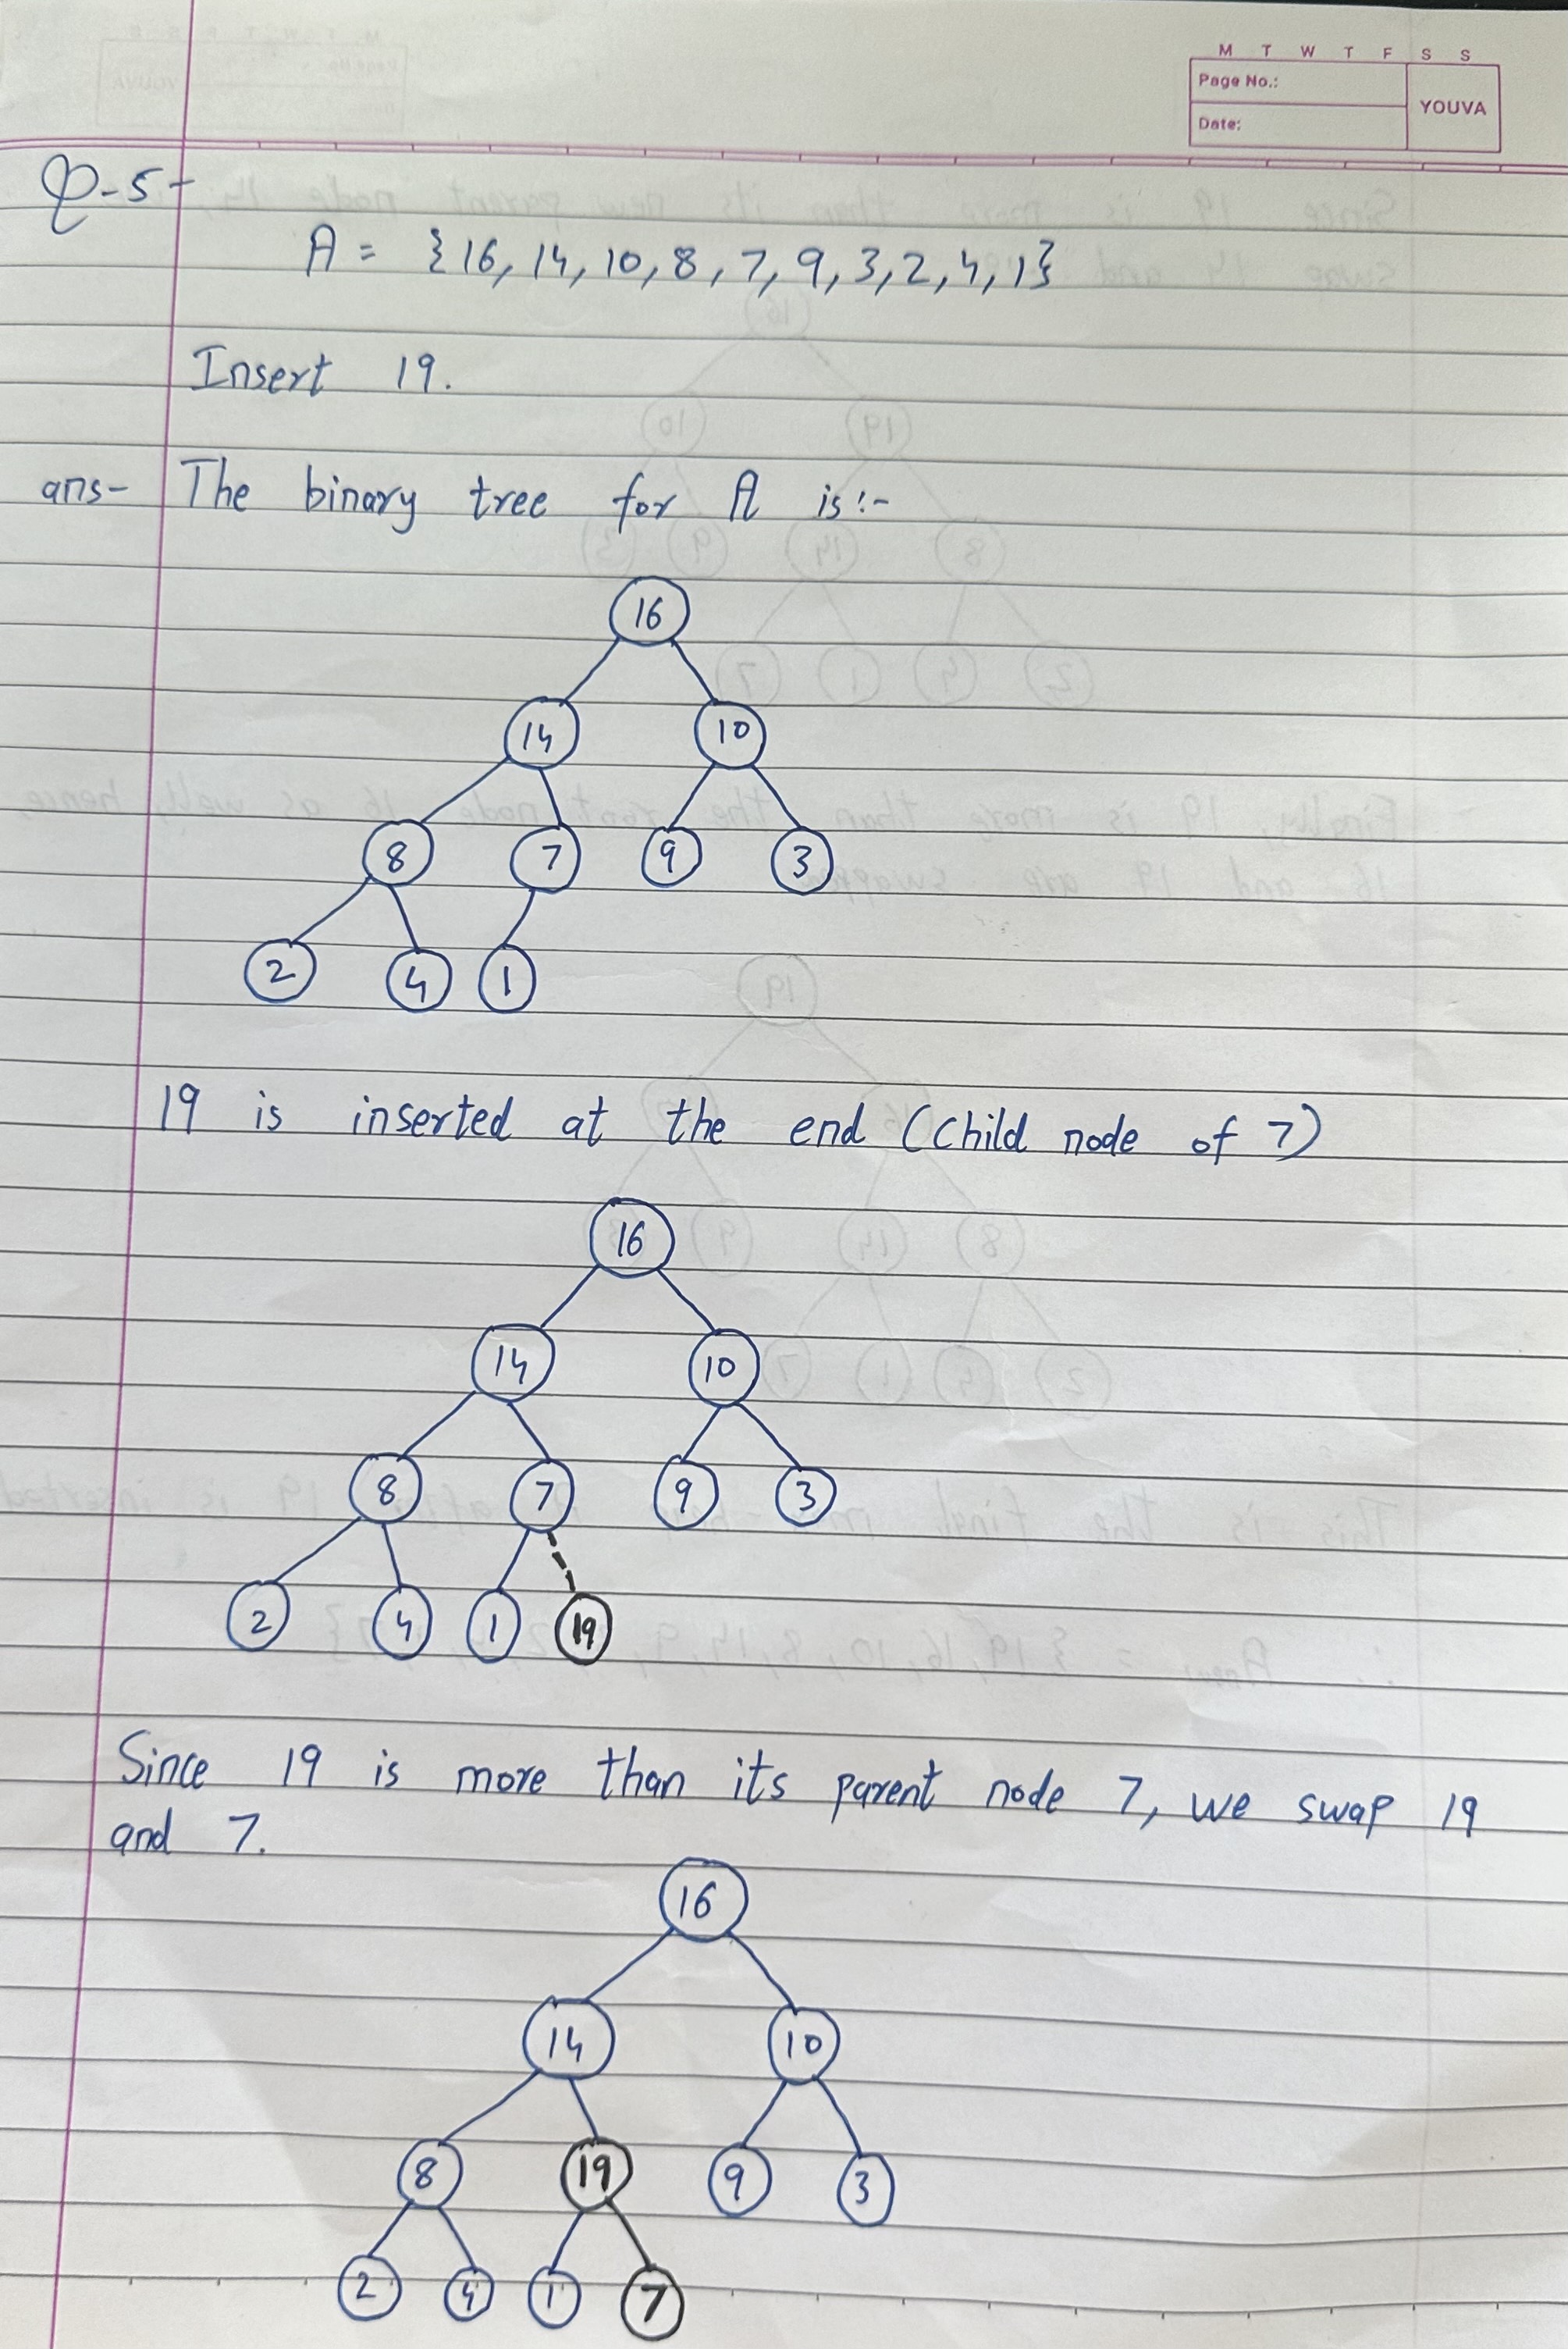 M T W T F S S
Page No.:
YOUVA
Date:
Q-5-
A = {16, 14, 10, 8, 7, 9, 3, 2, 4, 1}
Insert 19.
ans- The binary tree for A is:-
16
14 10
8 7 9 3
2 4 1
19 is inserted at the end (Child node of 7)
16
14 10
8 7 9 3
2 4 1 19
Since 19 is more than its parent node 7, we swap 19
and 7.
16
14 10
8 19 9 3
2 4 1 7